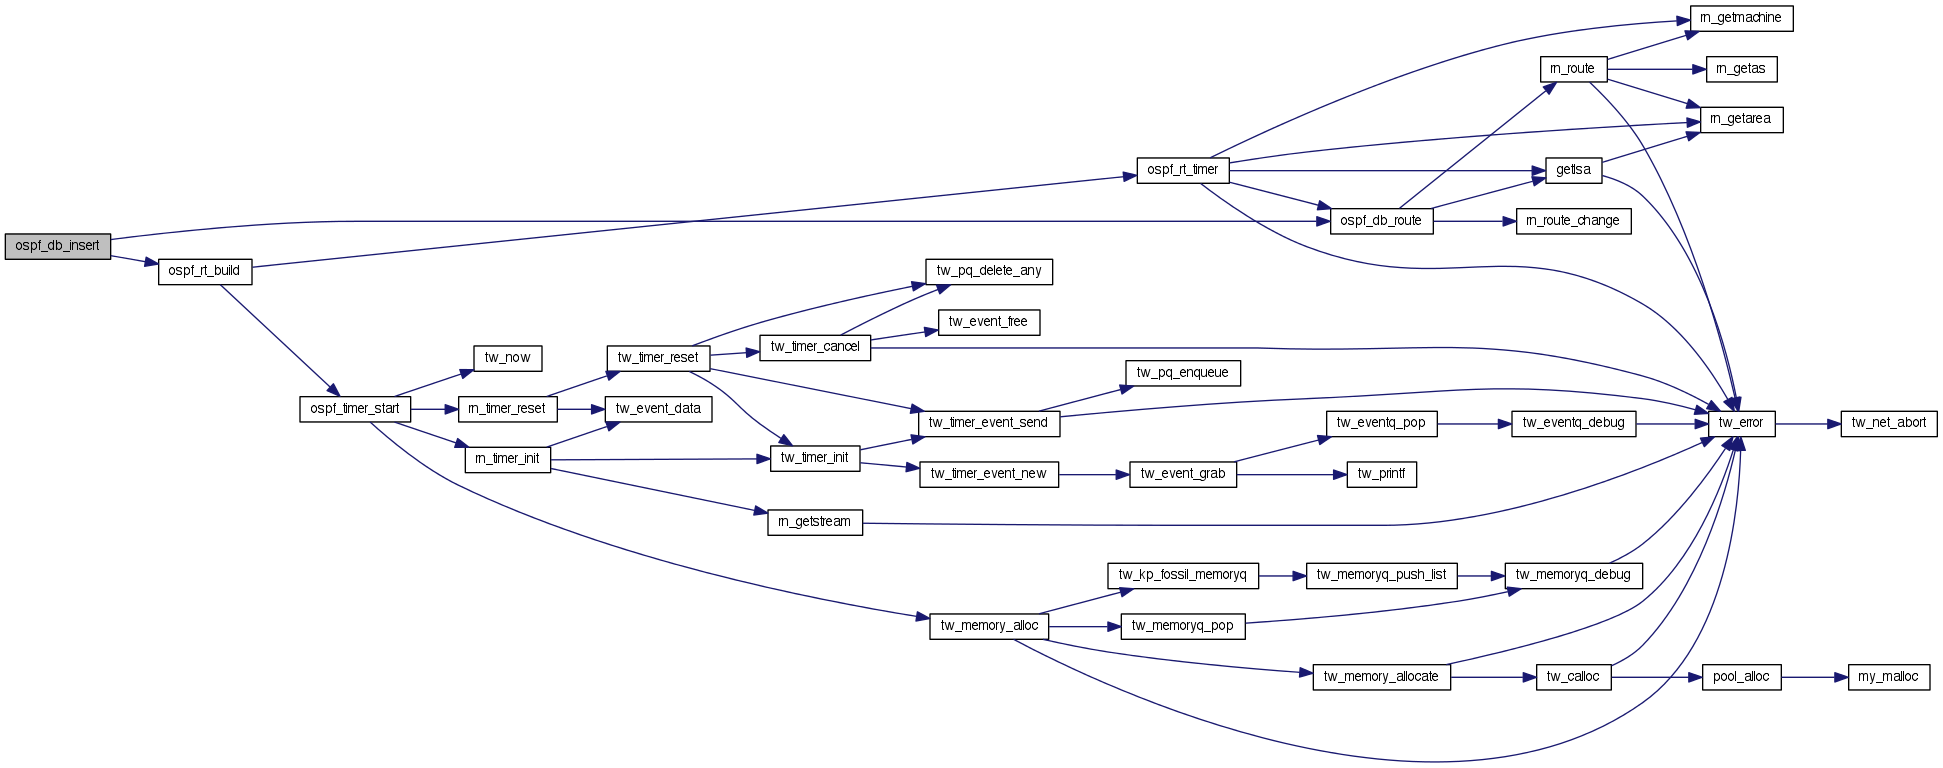 ospf_db_insert
ospf_rt_build
ospf_timer_start
tw_now
rn_timer_reset
rn_timer_init
tw_timer_reset
tw_event_data
tw_timer_cancel
tw_timer_init
rn_getstream
tw_pq_delete_any
tw_event_free
tw_timer_event_send
tw_timer_event_new
tw_memory_alloc
tw_pq_enqueue
tw_event_grab
tw_kp_fossil_memoryq
tw_memoryq_pop
ospf_rt_timer
ospf_db_route
tw_eventq_pop
tw_printf
tw_memoryq_push_list
tw_memory_allocate
rn_route
getlsa
rn_route_change
tw_eventq_debug
tw_memoryq_debug
tw_calloc
rn_getmachine
rn_getas
rn_getarea
tw_error
pool_alloc
tw_net_abort
my_malloc